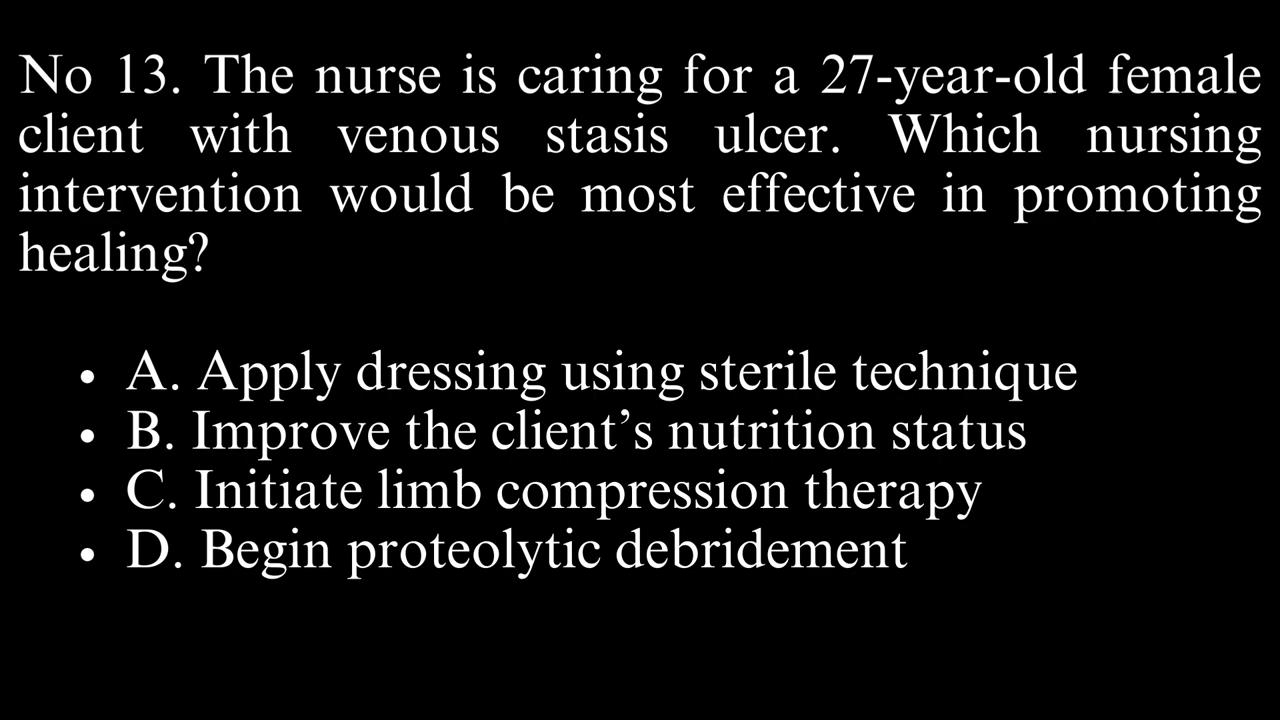 No 13. The nurse is caring for a 27-year-old female
client with venous stasis ulcer. Which nursing
intervention would be most effective in promoting
healing?
• A. Apply dressing using sterile technique
• B. Improve the client’s nutrition status
• C. Initiate limb compression therapy
• D. Begin proteolytic debridement